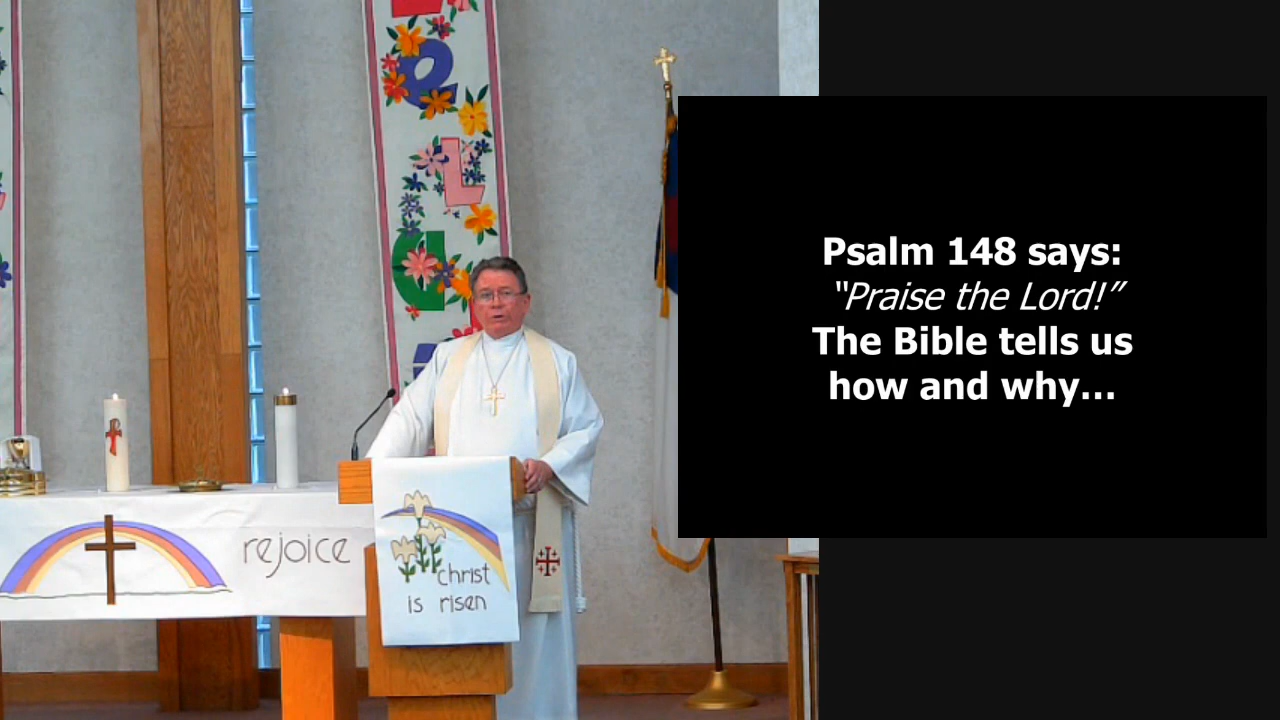 rejoice
christ
is risen
Psalm 148 says:
“Praise the Lord!”
The Bible tells us
how and why...